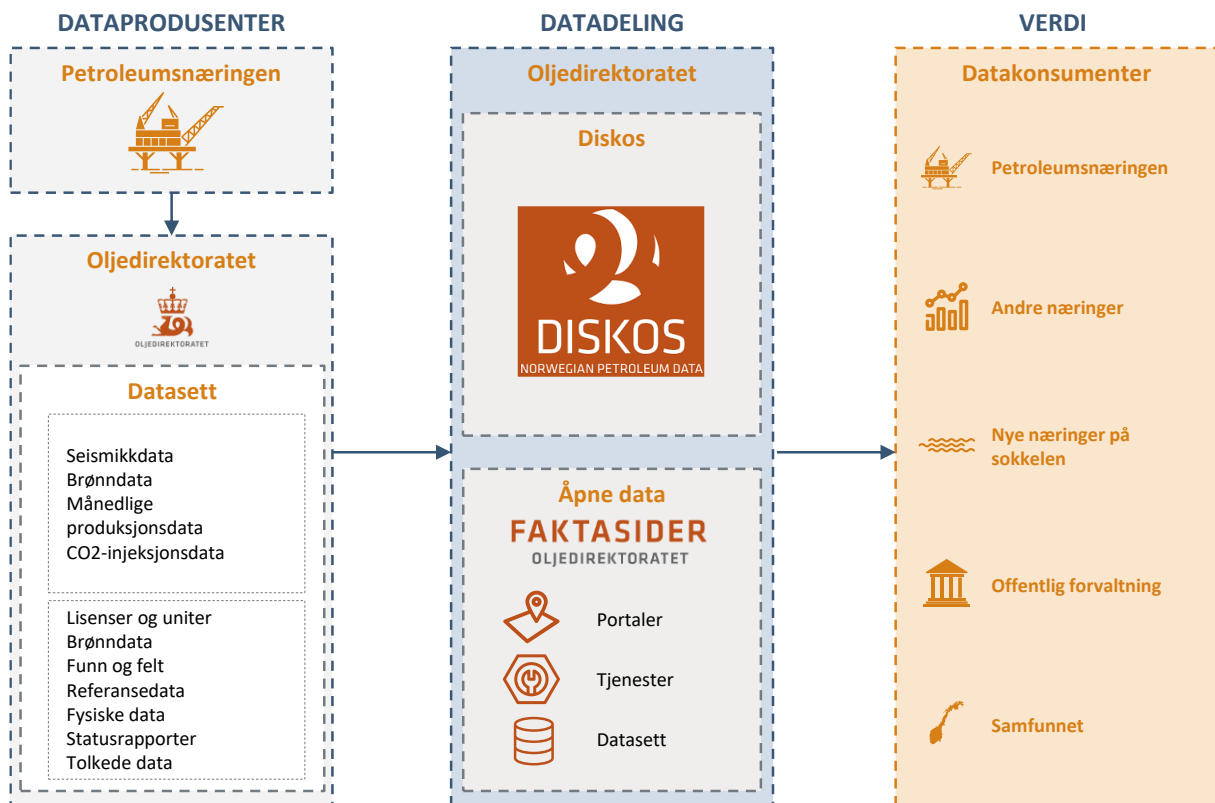 DATAPRODUSENTER
Petroleumsnæringen
Oljedirektoratet
OLJEDIREKTORATET
Datasett
Seismikkdata
Brønndata
Månedlige
produksjonsdata
CO2-injeksjonsdata
Lisenser og uniter
Brønndata
Funn og felt
Referansedata
Fysiske data
Statusrapporter
Tolkede data
DATADELING
Oljedirektoratet
Diskos
DISKOS
NORWEGIAN PETROLEUM DATA
Åpne data
FAKTASIDER
OLJEDIREKTORATET
Portaler
Tjenester
Datasett
VERDI
Datakonsumenter
Petroleumsnæringen
Andre næringer
Nye næringer på
sokkelen
Offentlig forvaltning
Samfunnet